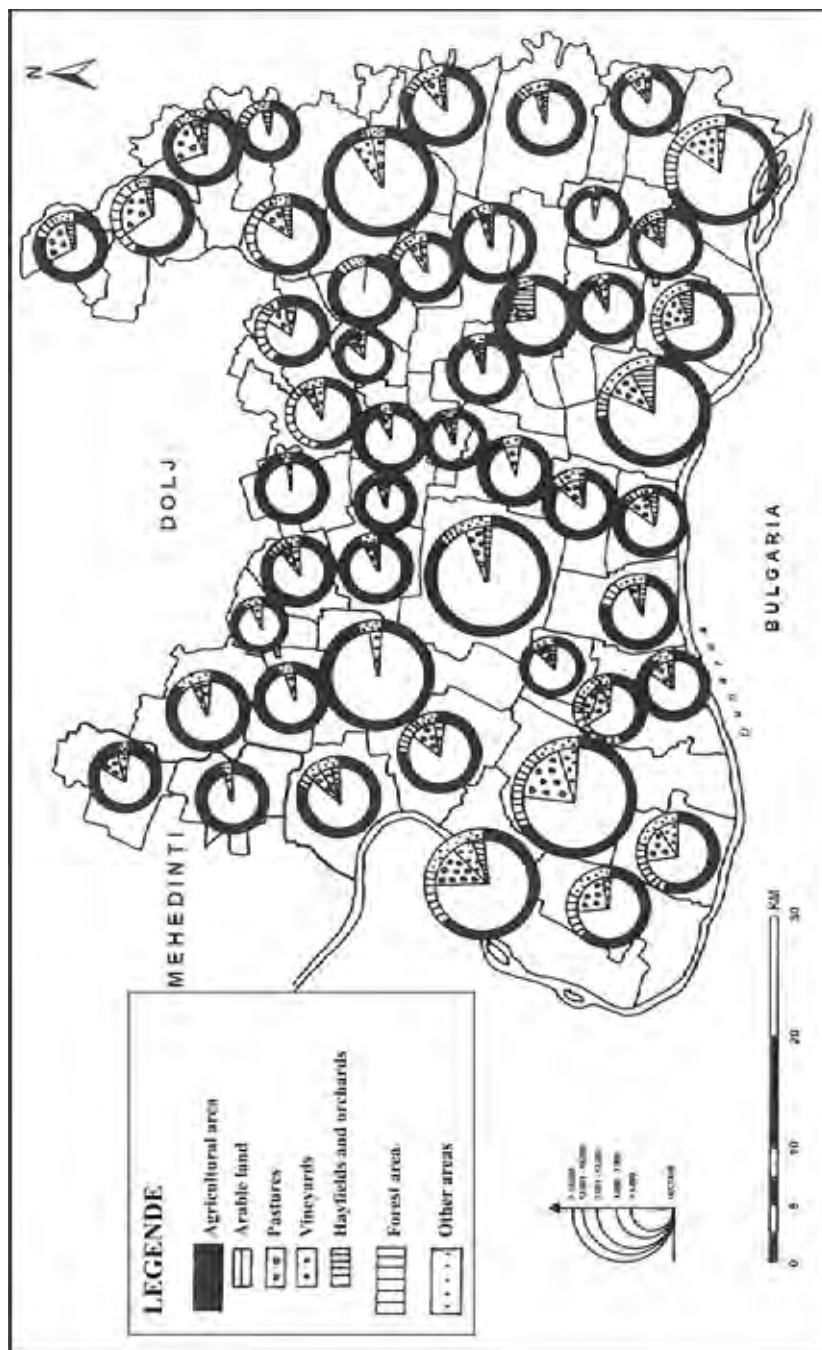 N
DOLJ
MEHEDINTI
BULGARIA
Dunarea
LEGENDE
Agricultural area
Arable land
Pastures
Vineyards
Hayfields and orchards
Forest area
Other areas
0 5 10 20 30 KM